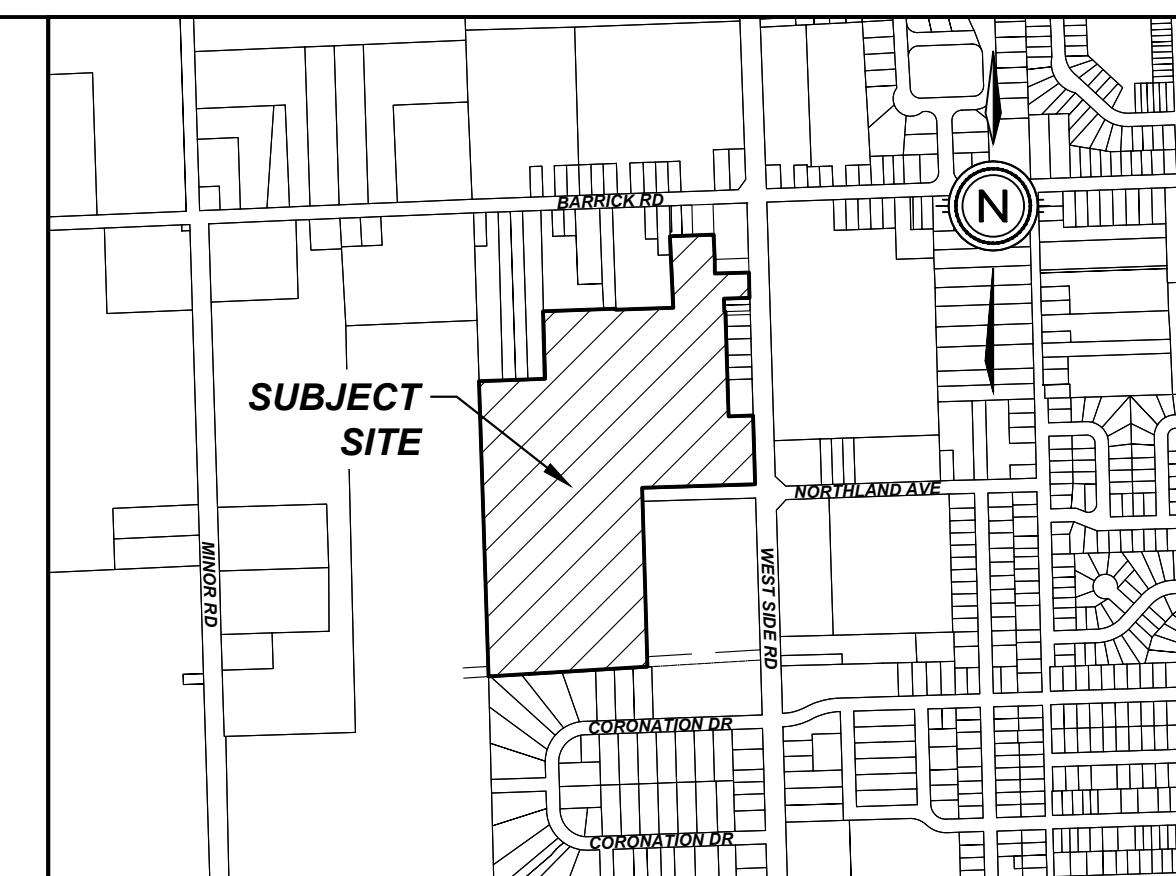 BARRICK RD
N
SUBJECT
SITE
NORTHLAND AVE
MINOR RD
WEST SIDE RD
CORONATION DR
CORONATION DR